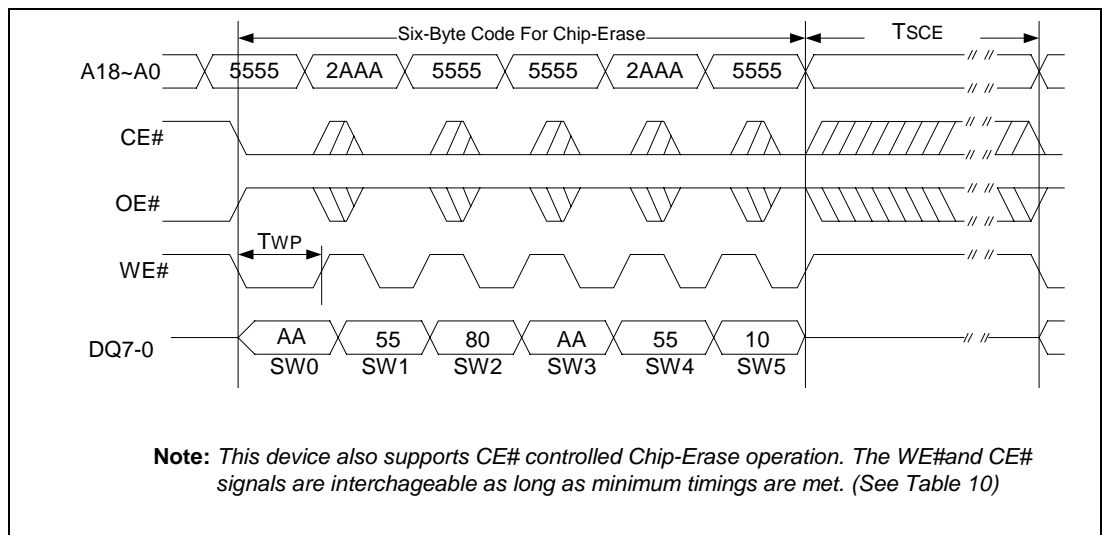 Six-Byte Code For Chip-Erase
TSCE
A18~A0
5555 2AAA 5555 5555 2AAA 5555
CE#
OE#
TWP
WE#
DQ7-0
AA 55 80 AA 55 10
SW0 SW1 SW2 SW3 SW4 SW5
Note: This device also supports CE# controlled Chip-Erase operation. The WE#and CE#
signals are interchageable as long as minimum timings are met. (See Table 10)